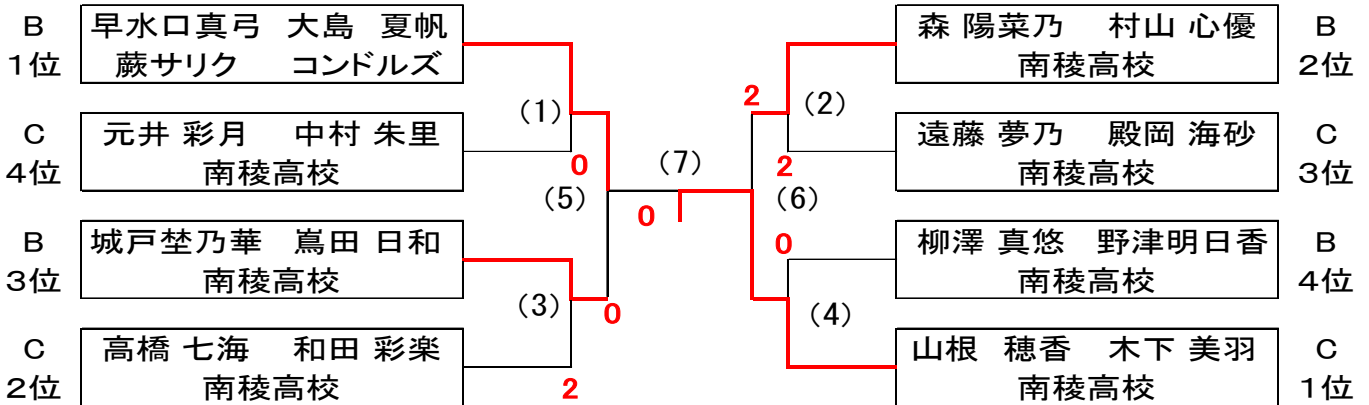 B
1位
早水口真弓 大島 夏帆
蕨サリク コンドルズ
C
4位
元井 彩月 中村 朱里
南稜高校
B
3位
城戸埜乃華 嶌田 日和
南稜高校
C
2位
高橋 七海 和田 彩楽
南稜高校
(1)
0
(5)
(3)
0
2
(7)
0
2
(2)
2
(6)
0
(4)
森 陽菜乃 村山 心優
南稜高校
B
2位
遠藤 夢乃 殿岡 海砂
南稜高校
C
3位
柳澤 真悠 野津明日香
南稜高校
B
4位
山根 穂香 木下 美羽
南稜高校
C
1位